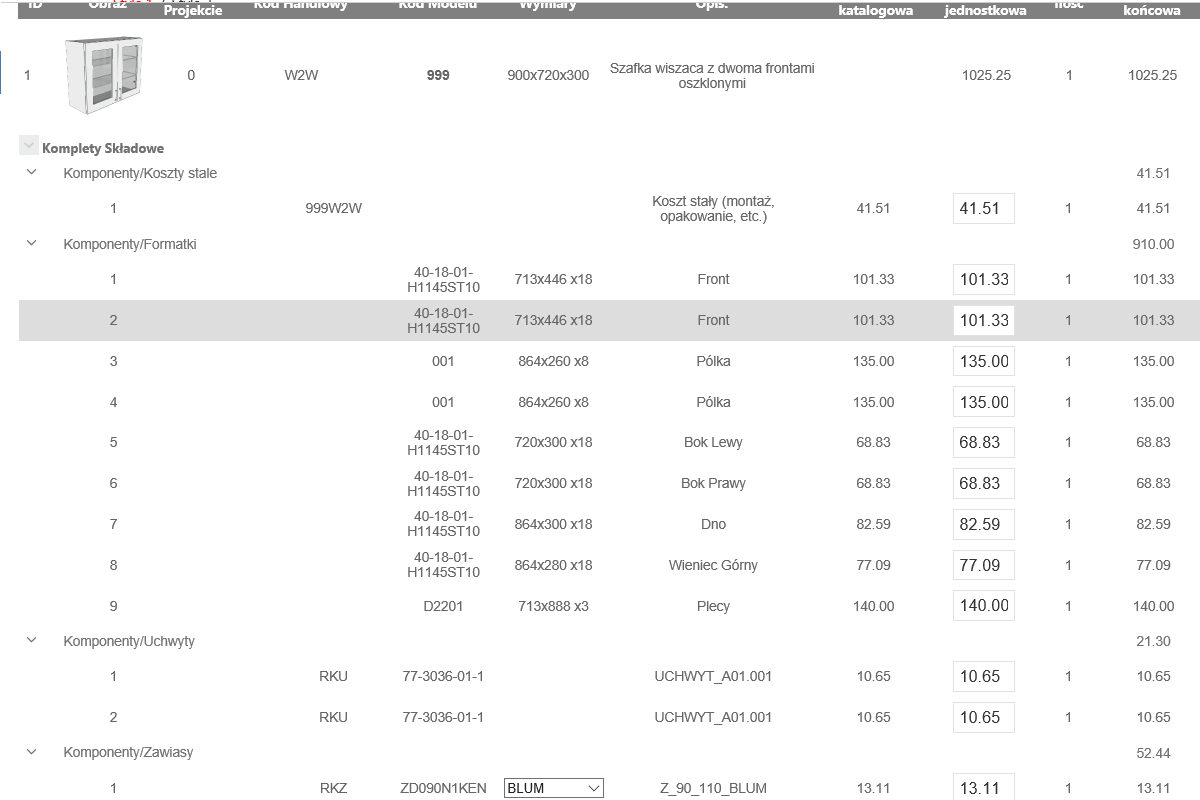 ID Obraz Projekcie Kod Handlowy Kod Modelu Wymiary Opis. katalogowa jednostkowa Ilość końcowa
1 0 W2W 999 900x720x300 Szafka wiszaca z dwoma frontami oszklonymi 1025.25 1 1025.25
Komplety Składowe
Komponenty/Koszty stale 41.51
1 999W2W Koszt stały (montaż, opakowanie, etc.) 41.51 41.51 1 41.51
Komponenty/Formatki 910.00
1 40-18-01-H1145ST10 713x446 x18 Front 101.33 101.33 1 101.33
2 40-18-01-H1145ST10 713x446 x18 Front 101.33 101.33 1 101.33
3 001 864x260 x8 Pólka 135.00 135.00 1 135.00
4 001 864x260 x8 Pólka 135.00 135.00 1 135.00
5 40-18-01-H1145ST10 720x300 x18 Bok Lewy 68.83 68.83 1 68.83
6 40-18-01-H1145ST10 720x300 x18 Bok Prawy 68.83 68.83 1 68.83
7 40-18-01-H1145ST10 864x300 x18 Dno 82.59 82.59 1 82.59
8 40-18-01-H1145ST10 864x280 x18 Wieniec Górny 77.09 77.09 1 77.09
9 D2201 713x888 x3 Plecy 140.00 140.00 1 140.00
Komponenty/Uchwyty 21.30
1 RKU 77-3036-01-1 UCHWYT_A01.001 10.65 10.65 1 10.65
2 RKU 77-3036-01-1 UCHWYT_A01.001 10.65 10.65 1 10.65
Komponenty/Zawiasy 52.44
1 RKZ ZD090N1KEN BLUM Z_90_110_BLUM 13.11 13.11 1 13.11